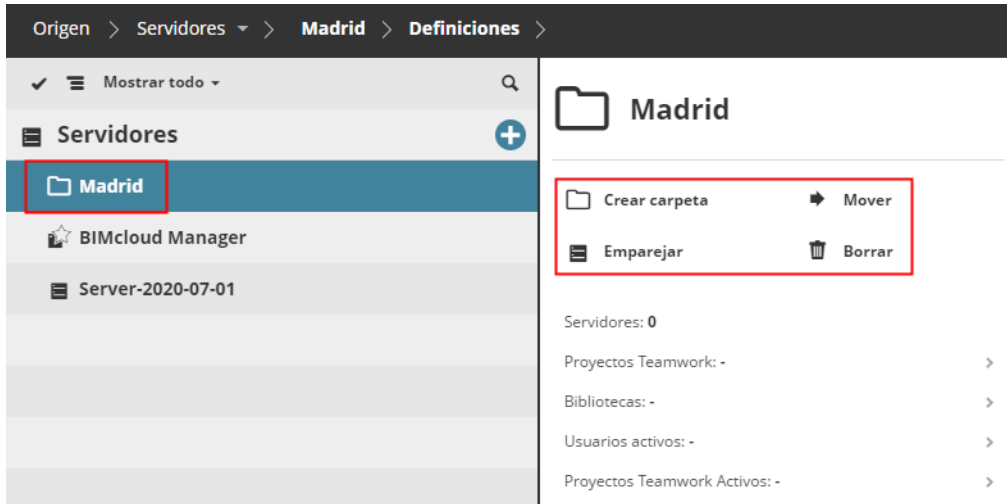 Origen > Servidores > Madrid > Definiciones >
Mostrar todo
Servidores
Madrid
BIMcloud Manager
Server-2020-07-01
Madrid
Crear carpeta Mover
Emparejar Borrar
Servidores: 0
Proyectos Teamwork: -
Bibliotecas: -
Usuarios activos: -
Proyectos Teamwork Activos: -